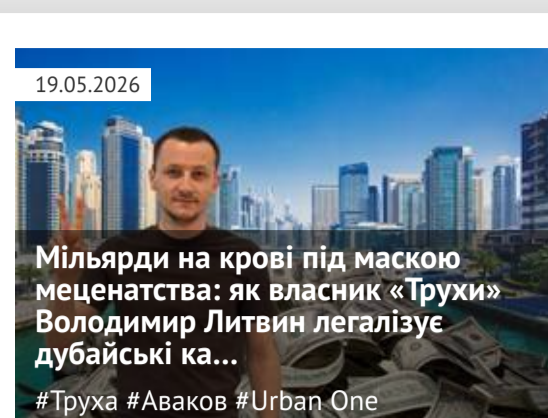 19.05.2026
Мільярди на крові під маскою
меценатства: як власник «Трухи»
Володимир Литвин легалізує
дубайські ка...
#Труха #Аваков #Urban One